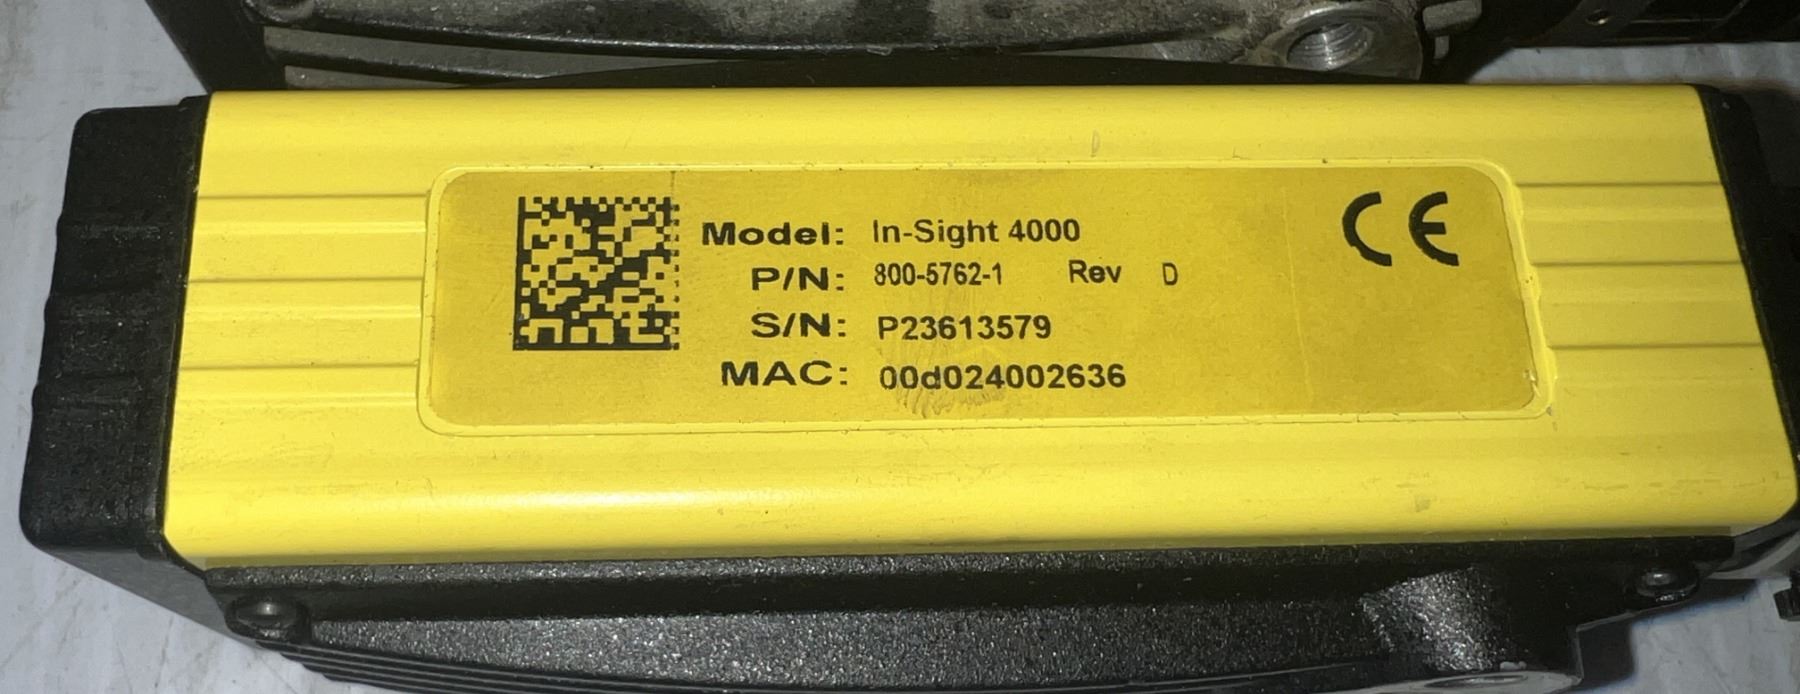 Model: In-Sight 4000
P/N: 800-5762-1 Rev D
S/N: P23613579
MAC: 00d024002636
CE